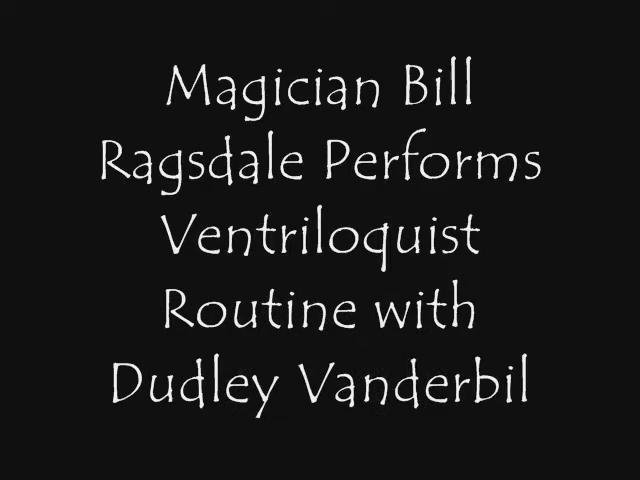 Magician Bill
Ragsdale Performs
Ventriloquist
Routine with
Dudley Vanderbil